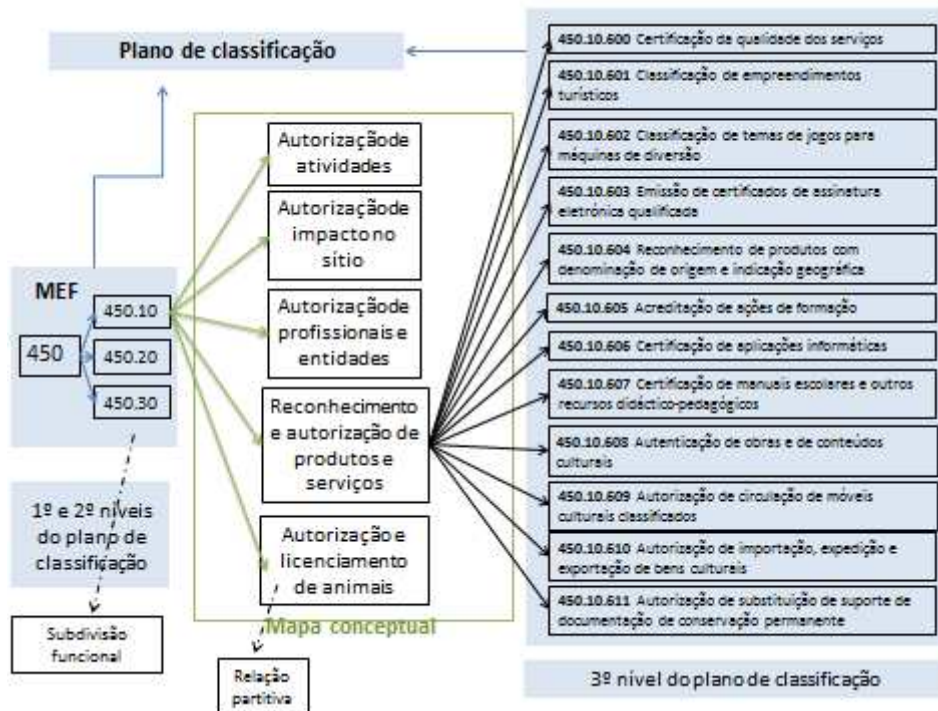 Plano de classificação
MEF
450
450.10
450.20
450.30
1º e 2º níveis
do plano de
classificação
Subdivisão
funcional
Autorizaçãode
atividades
Autorizaçãode
impacto no
sítio
Autorizaçãode
profissionais e
entidades
Reconhecimento
e autorização de
produtos e
serviços
Autorização e
licenciamento
de animais
Mapa conceptual
Relação
partitiva
450.10.600 Certificação da qualidade dos serviços
450.10.601 Classificação de empreendimentos
turísticos
450.10.602 Classificação de temas de jogos para
máquinas de diversão
450.10.603 Emissão de certificados de assinatura
eletrónica qualificada
450.10.604 Reconhecimento de produtos com
denominação de origem e indicação geográfica
450.10.605 Acreditação de ações de formação
450.10.606 Certificação de aplicações informáticas
450.10.607 Certificação de manuais escolares e outros
recursos didáctico-pedagógicos
450.10.608 Autenticação de obras e de conteúdos
culturais
450.10.609 Autorização de circulação de móveis
culturais classificados
450.10.610 Autorização de importação, expedição e
exportação de bens culturais
450.10.611 Autorização de substituição de suporte de
documentação de conservação permanente
3º nível do plano de classificação